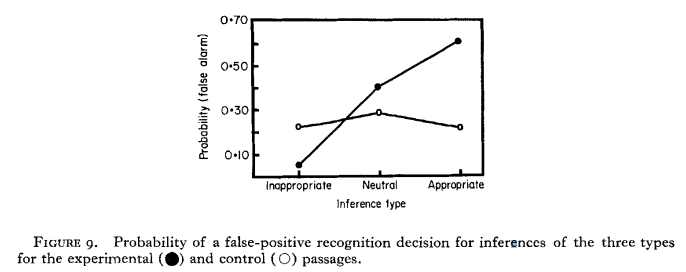 0·70
0·50
0·30
0·10
Probability (false alarm)
Inappropriate Neutral Appropriate
Inference type
FIGURE 9. Probability of a false-positive recognition decision for inferences of the three types
for the experimental (●) and control (○) passages.